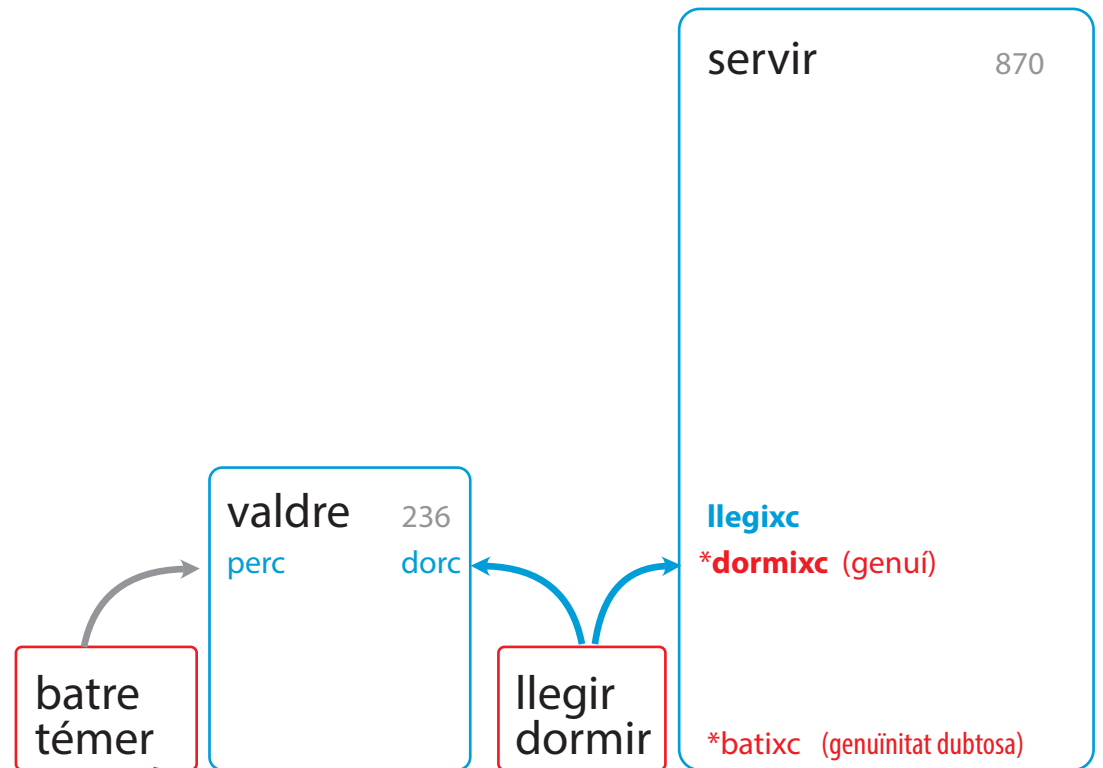 servir 870
valdre 236
perc dorc
llegixc
*dormixc (genuí)
batre
témer
llegir
dormir
*batixc (genuïnitat dubtosa)